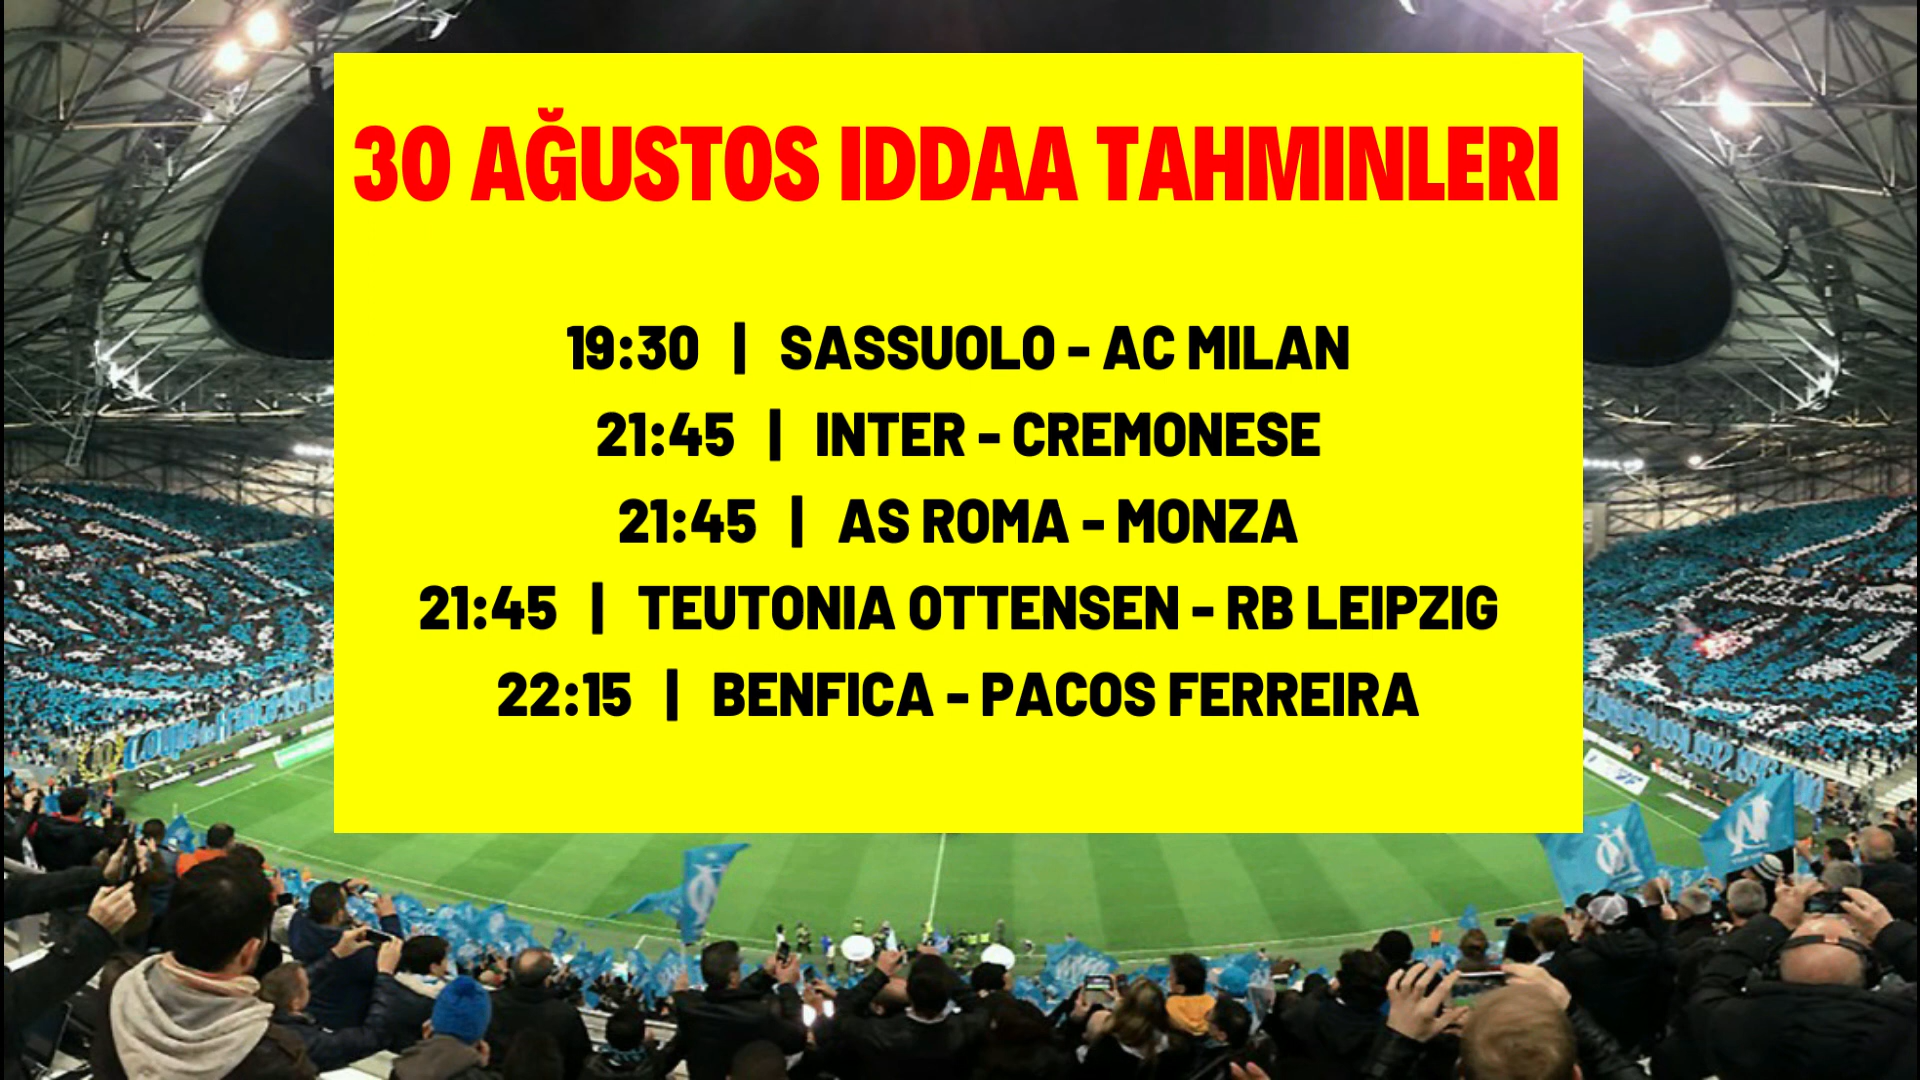 30 AĞUSTOS IDDAA TAHMINLERI
19:30 | SASSUOLO - AC MILAN
21:45 | INTER - CREMONESE
21:45 | AS ROMA - MONZA
21:45 | TEUTONIA OTTENSEN - RB LEIPZIG
22:15 | BENFICA - PACOS FERREIRA